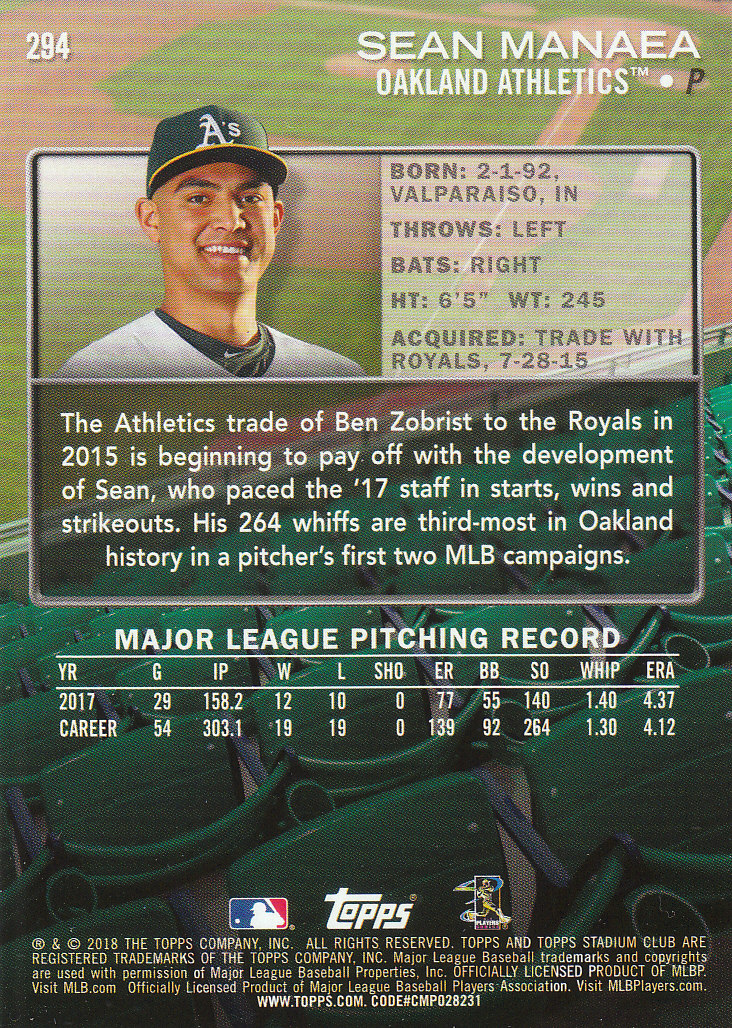 294
SEAN MANAEA
OAKLAND ATHLETICS™ • P
A's
BORN: 2-1-92,
VALPARAISO, IN
THROWS: LEFT
BATS: RIGHT
HT: 6'5" WT: 245
ACQUIRED: TRADE WITH
ROYALS, 7-28-15
The Athletics trade of Ben Zobrist to the Royals in
2015 is beginning to pay off with the development
of Sean, who paced the '17 staff in starts, wins and
strikeouts. His 264 whiffs are third-most in Oakland
history in a pitcher's first two MLB campaigns.
MAJOR LEAGUE PITCHING RECORD
YR G IP W L SHO ER BB SO WHIP ERA
2017 29 158.2 12 10 0 77 55 140 1.40 4.37
CAREER 54 303.1 19 19 0 139 92 264 1.30 4.12
TOPPS®
PLAYERS
® & © 2018 THE TOPPS COMPANY, INC. ALL RIGHTS RESERVED. TOPPS AND TOPPS STADIUM CLUB ARE
REGISTERED TRADEMARKS OF THE TOPPS COMPANY, INC. Major League Baseball trademarks and copyrights
are used with permission of Major League Baseball Properties, Inc. OFFICIALLY LICENSED PRODUCT OF MLBP.
Visit MLB.com Officially Licensed Product of Major League Baseball Players Association. Visit MLBPlayers.com.
WWW.TOPPS.COM. CODE#CMP028231